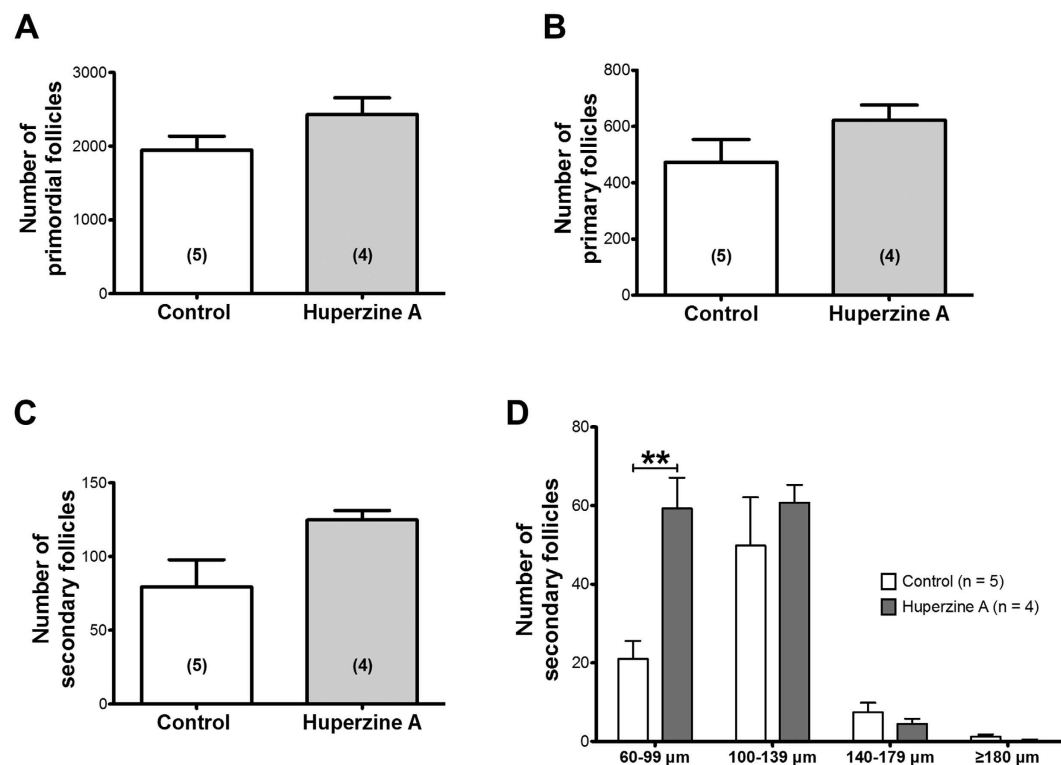 A
Number of
primordial follicles
3000
2000
1000
0
(5)
(4)
Control
Huperzine A
B
Number of
primary follicles
800
600
400
200
0
(5)
(4)
Control
Huperzine A
C
Number of
secondary follicles
150
100
50
0
(5)
(4)
Control
Huperzine A
D
Number of
secondary follicles
80
60
40
20
0
**
Control (n = 5)
Huperzine A (n = 4)
60-99 µm
100-139 µm
140-179 µm
≥180 µm